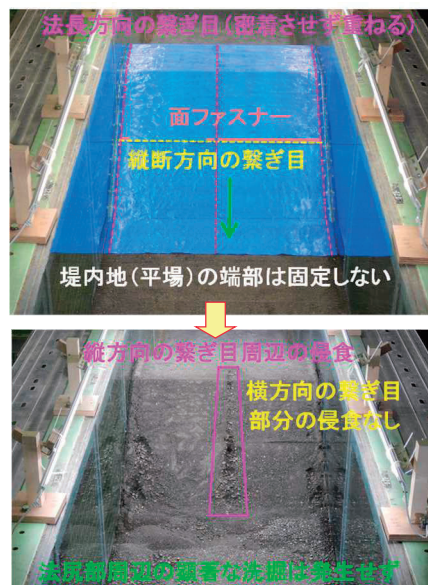 法長方向の繋ぎ目(密着させず重ねる)
面ファスナー
縦断方向の繋ぎ目
堤内地(平場)の端部は固定しない
縦方向の繋ぎ目周辺の侵食
横方向の繋ぎ目
部分の侵食なし
法尻部周辺の顕著な洗掘は発生せず